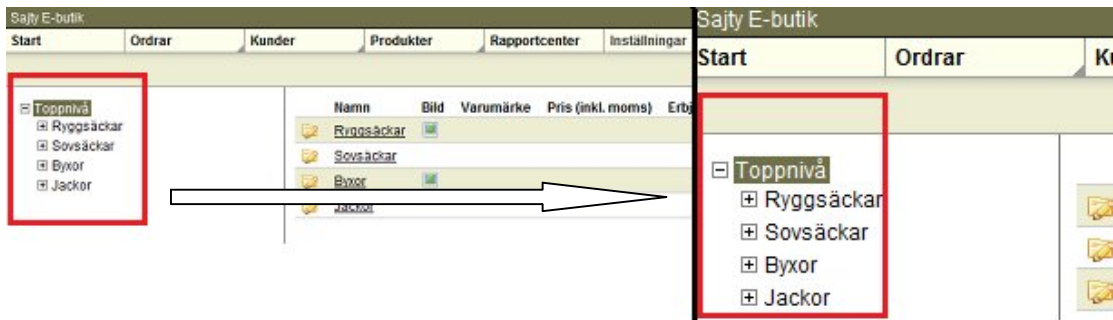 Sajty E-butik
Start Ordrar Kunder Produkter Rapportcenter Inställningar
Toppnivå
Ryggsäckar
Sovsäckar
Byxor
Jackor
Namn Bild Varumärke Pris (inkl. moms)
Ryggsäckar
Sovsäckar
Byxor
Jackor
Sajty E-butik
Start Ordrar
Toppnivå
Ryggsäckar
Sovsäckar
Byxor
Jackor